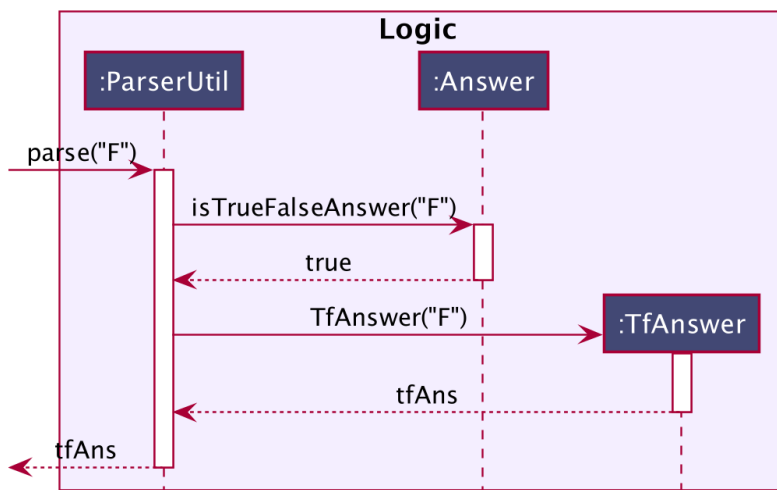 Logic
:ParserUtil
:Answer
parse("F")
isTrueFalseAnswer("F")
true
TfAnswer("F")
:TfAnswer
tfAns
tfAns